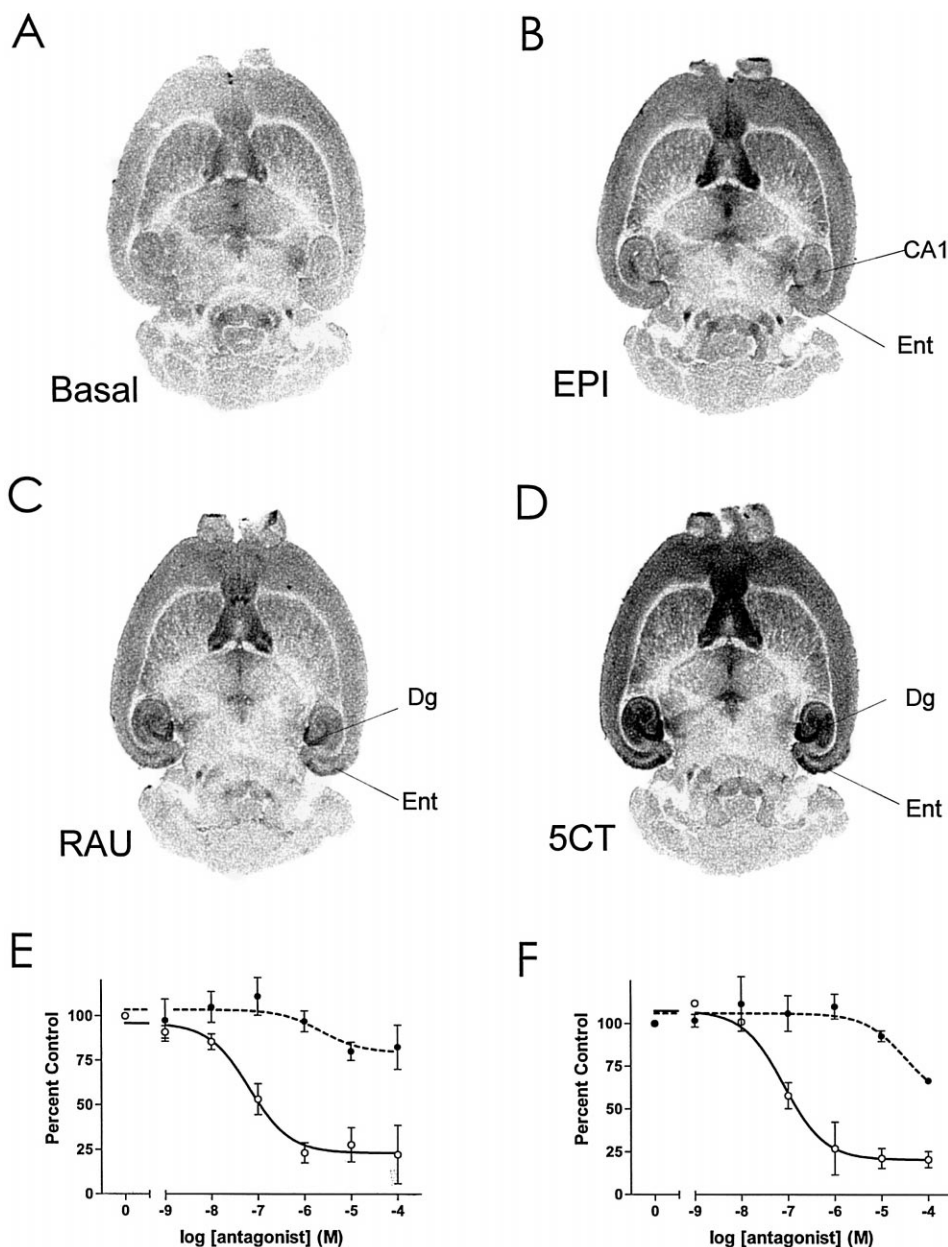 A
B
Basal
EPI
CA1
Ent
C
D
RAU
5CT
Dg
Ent
Dg
Ent
E
F
Percent Control
100
75
50
25
0
0 -9 -8 -7 -6 -5 -4
log [antagonist] (M)
Percent Control
100
75
50
25
0
0 -9 -8 -7 -6 -5 -4
log [antagonist] (M)